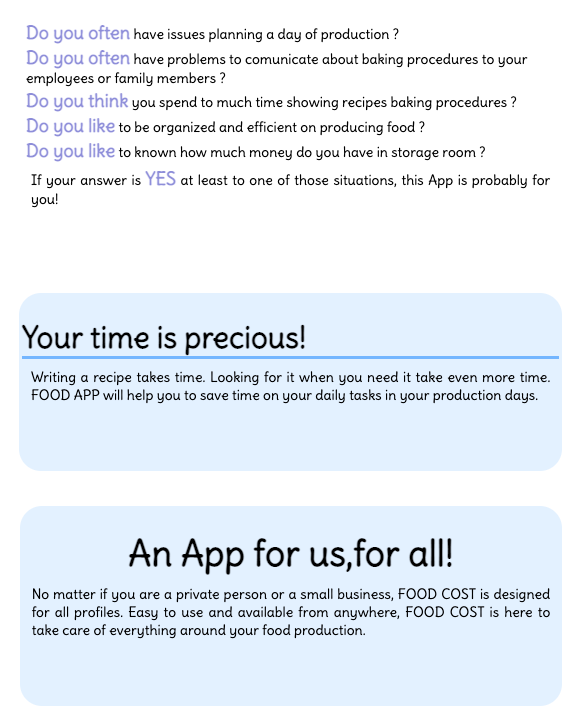 Do you often have issues planning a day of production ?
Do you often have problems to comunicate about baking procedures to your
employees or family members ?
Do you think you spend to much time showing recipes baking procedures ?
Do you like to be organized and efficient on producing food ?
Do you like to known how much money do you have in storage room ?
If your answer is YES at least to one of those situations, this App is probably for
you!
Your time is precious!
Writing a recipe takes time. Looking for it when you need it take even more time.
FOOD APP will help you to save time on your daily tasks in your production days.
An App for us,for all!
No matter if you are a private person or a small business, FOOD COST is designed
for all profiles. Easy to use and available from anywhere, FOOD COST is here to
take care of everything around your food production.